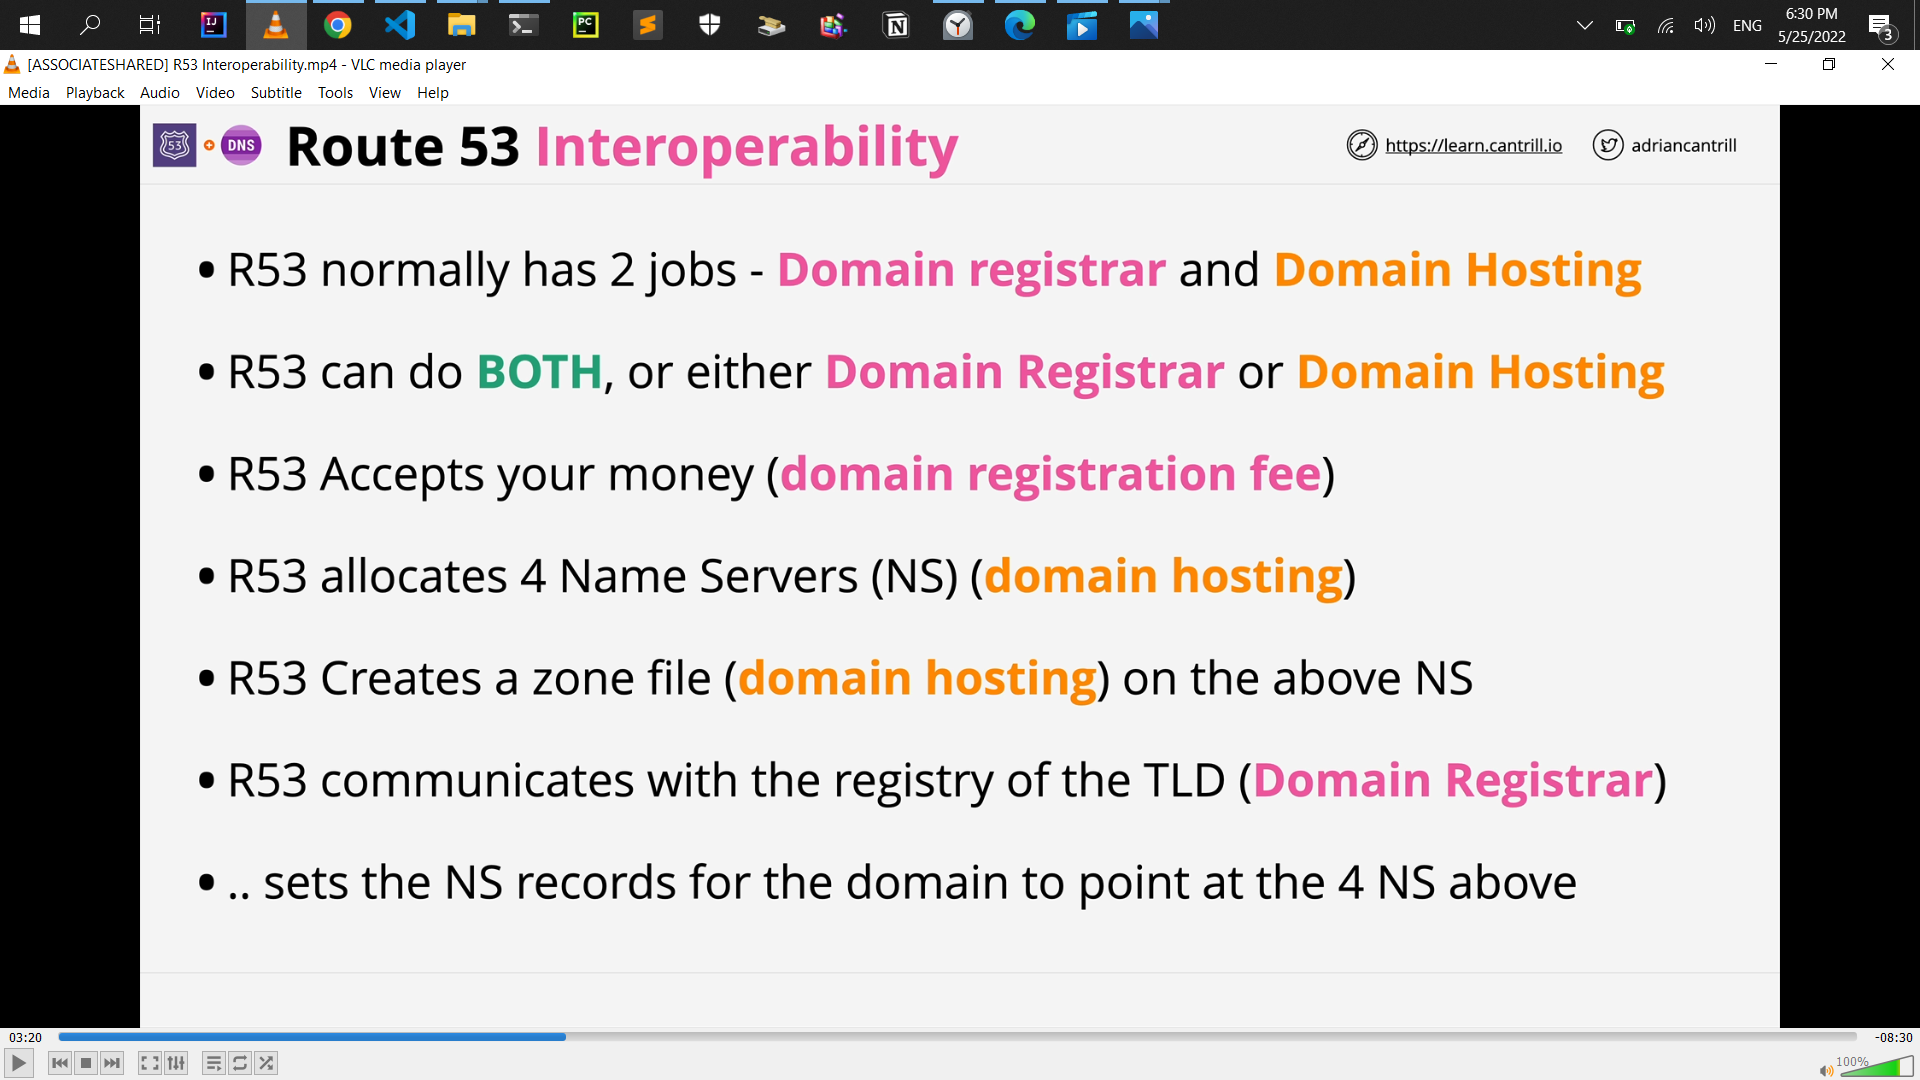 6:30 PM
ENG
5/25/2022
3
IJ
PC
[ASSOCIATESHARED] R53 Interoperability.mp4 - VLC media player
Media Playback Audio Video Subtitle Tools View Help
53 + DNS Route 53 Interoperability https://learn.cantrill.io adriancantrill
• R53 normally has 2 jobs - Domain registrar and Domain Hosting
• R53 can do BOTH, or either Domain Registrar or Domain Hosting
• R53 Accepts your money (domain registration fee)
• R53 allocates 4 Name Servers (NS) (domain hosting)
• R53 Creates a zone file (domain hosting) on the above NS
• R53 communicates with the registry of the TLD (Domain Registrar)
• .. sets the NS records for the domain to point at the 4 NS above
03:20 -08:30
100%